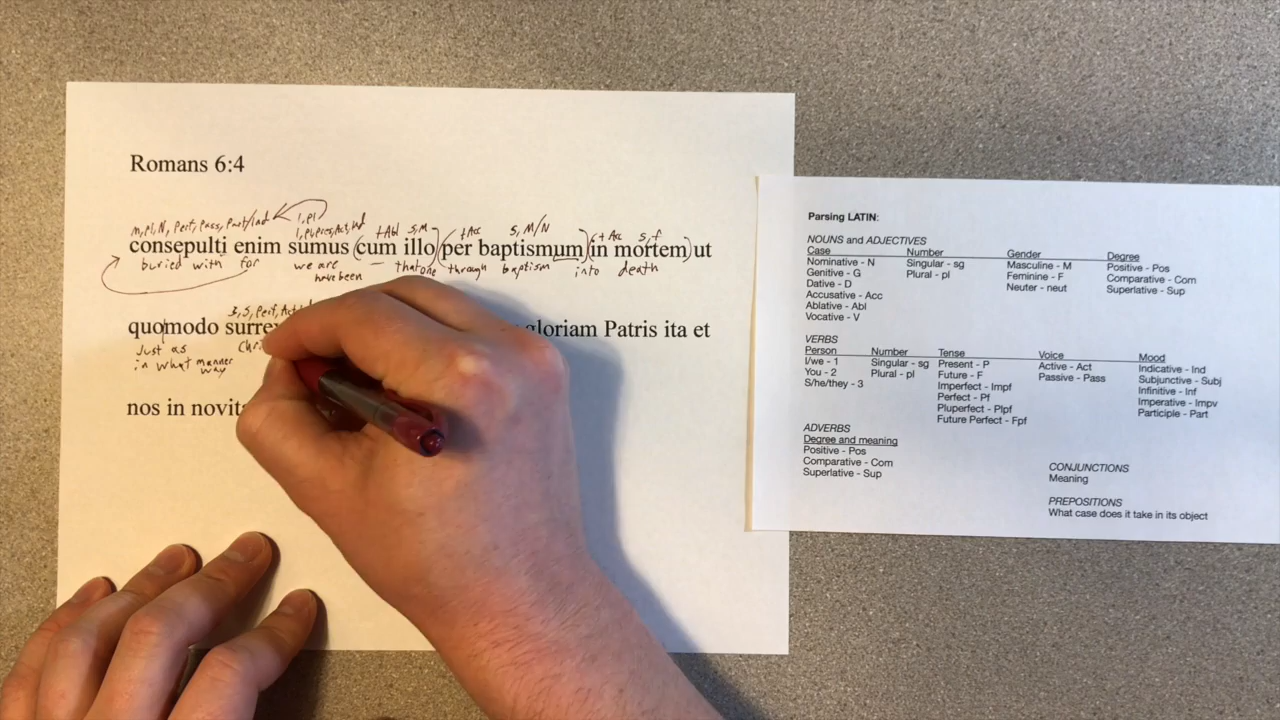 Romans 6:4
m, pl, N, Perf, Pass, Part/ind 1, pl
1, pl, Pres, Act, ind +Abl S, M +Acc S, M/N + Acc S, f
consepulti enim sumus (cum illo) (per baptismum) (in mortem) ut
buried with for we are — that one through baptism into death
have been
3, S, Perf, Act
quomodo surrex gloriam Patris ita et
Just as Chri
in what manner
way
nos in novita
Parsing LATIN:
NOUNS and ADJECTIVES
Case Number Gender Degree
Nominative - N Singular - sg Masculine - M Positive - Pos
Genitive - G Plural - pl Feminine - F Comparative - Com
Dative - D Neuter - neut Superlative - Sup
Accusative - Acc
Ablative - Abl
Vocative - V
VERBS
Person Number Tense Voice Mood
I/we - 1 Singular - sg Present - P Active - Act Indicative - Ind
You - 2 Plural - pl Future - F Passive - Pass Subjunctive - Subj
S/he/they - 3 Imperfect - Impf Infinitive - Inf
Perfect - Pf Imperative - Impv
Pluperfect - Plpf Participle - Part
Future Perfect - Fpf
ADVERBS
Degree and meaning
Positive - Pos
Comparative - Com
Superlative - Sup
CONJUNCTIONS
Meaning
PREPOSITIONS
What case does it take in its object